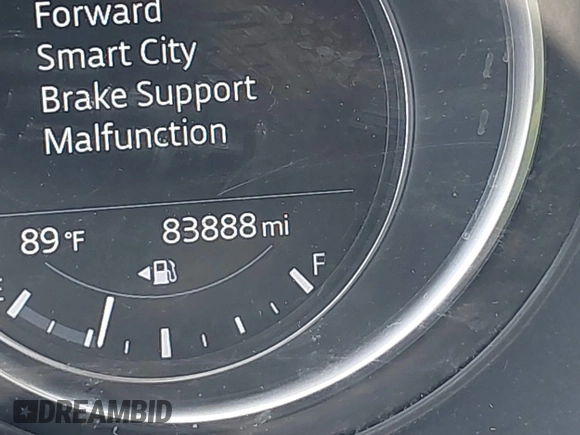 Forward
Smart City
Brake Support
Malfunction
89°F 83888 mi
E F
DREAMBID